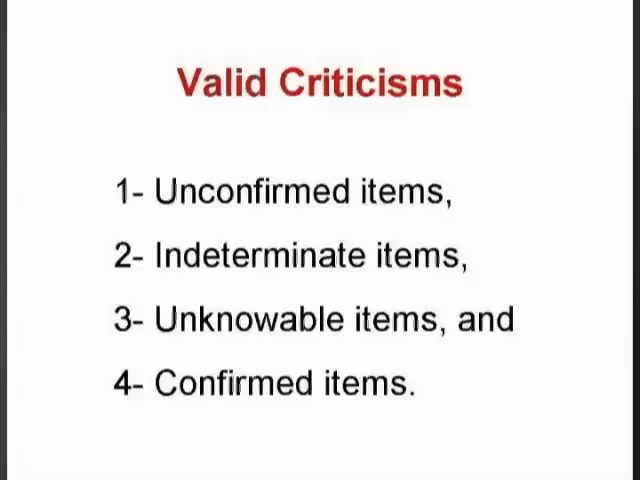 Valid Criticisms
1- Unconfirmed items,
2- Indeterminate items,
3- Unknowable items, and
4- Confirmed items.